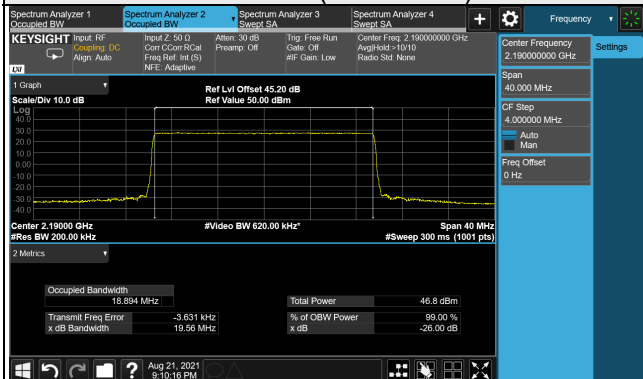 Spectrum Analyzer 1
Occupied BW
Spectrum Analyzer 2
Occupied BW
Spectrum Analyzer 3
Swept SA
Spectrum Analyzer 4
Swept SA
+
Frequency
KEYSIGHT
LXI
Input: RF
Coupling: DC
Align: Auto
Input Z: 50 Ω
Corr CCorr RCal
Freq Ref: Int (S)
NFE: Adaptive
Atten: 30 dB
Preamp: Off
Trig: Free Run
Gate: Off
#IF Gain: Low
Center Freq: 2.190000000 GHz
Avg|Hold:>10/10
Radio Std: None
Center Frequency
2.190000000 GHz
Settings
Span
40.000 MHz
CF Step
4.000000 MHz
Auto
Man
Freq Offset
0 Hz
1 Graph
Scale/Div 10.0 dB
Ref Lvl Offset 45.20 dB
Ref Value 50.00 dBm
Log
40.0
30.0
20.0
10.0
0.00
-10.0
-20.0
-30.0
-40.0
Center 2.19000 GHz
#Res BW 200.00 kHz
#Video BW 620.00 kHz*
Span 40 MHz
#Sweep 300 ms (1001 pts)
2 Metrics
Occupied Bandwidth
18.894 MHz
Total Power 46.8 dBm
Transmit Freq Error -3.631 kHz
% of OBW Power 99.00 %
x dB Bandwidth 19.56 MHz
x dB -26.00 dB
?
Aug 21, 2021
9:10:16 PM